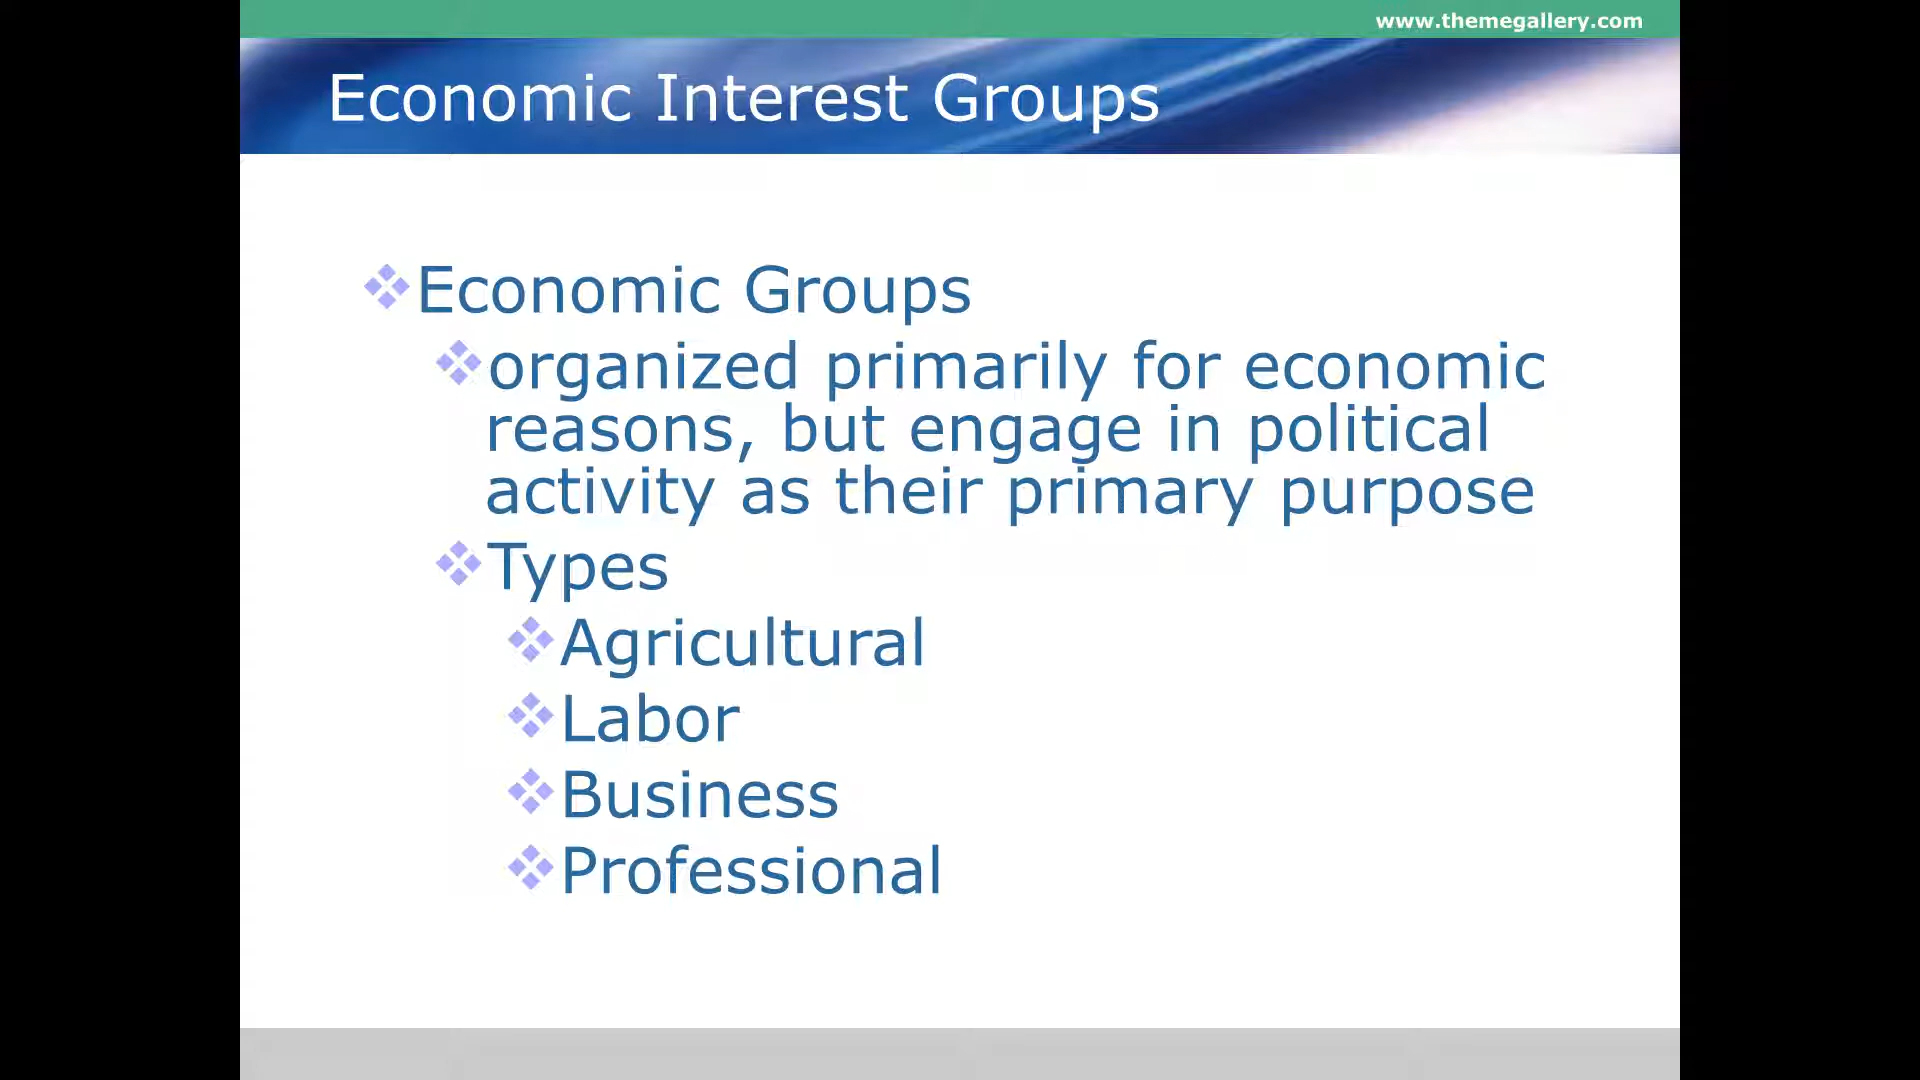 www.themegallery.com
Economic Interest Groups
Economic Groups
organized primarily for economic
reasons, but engage in political
activity as their primary purpose
Types
Agricultural
Labor
Business
Professional